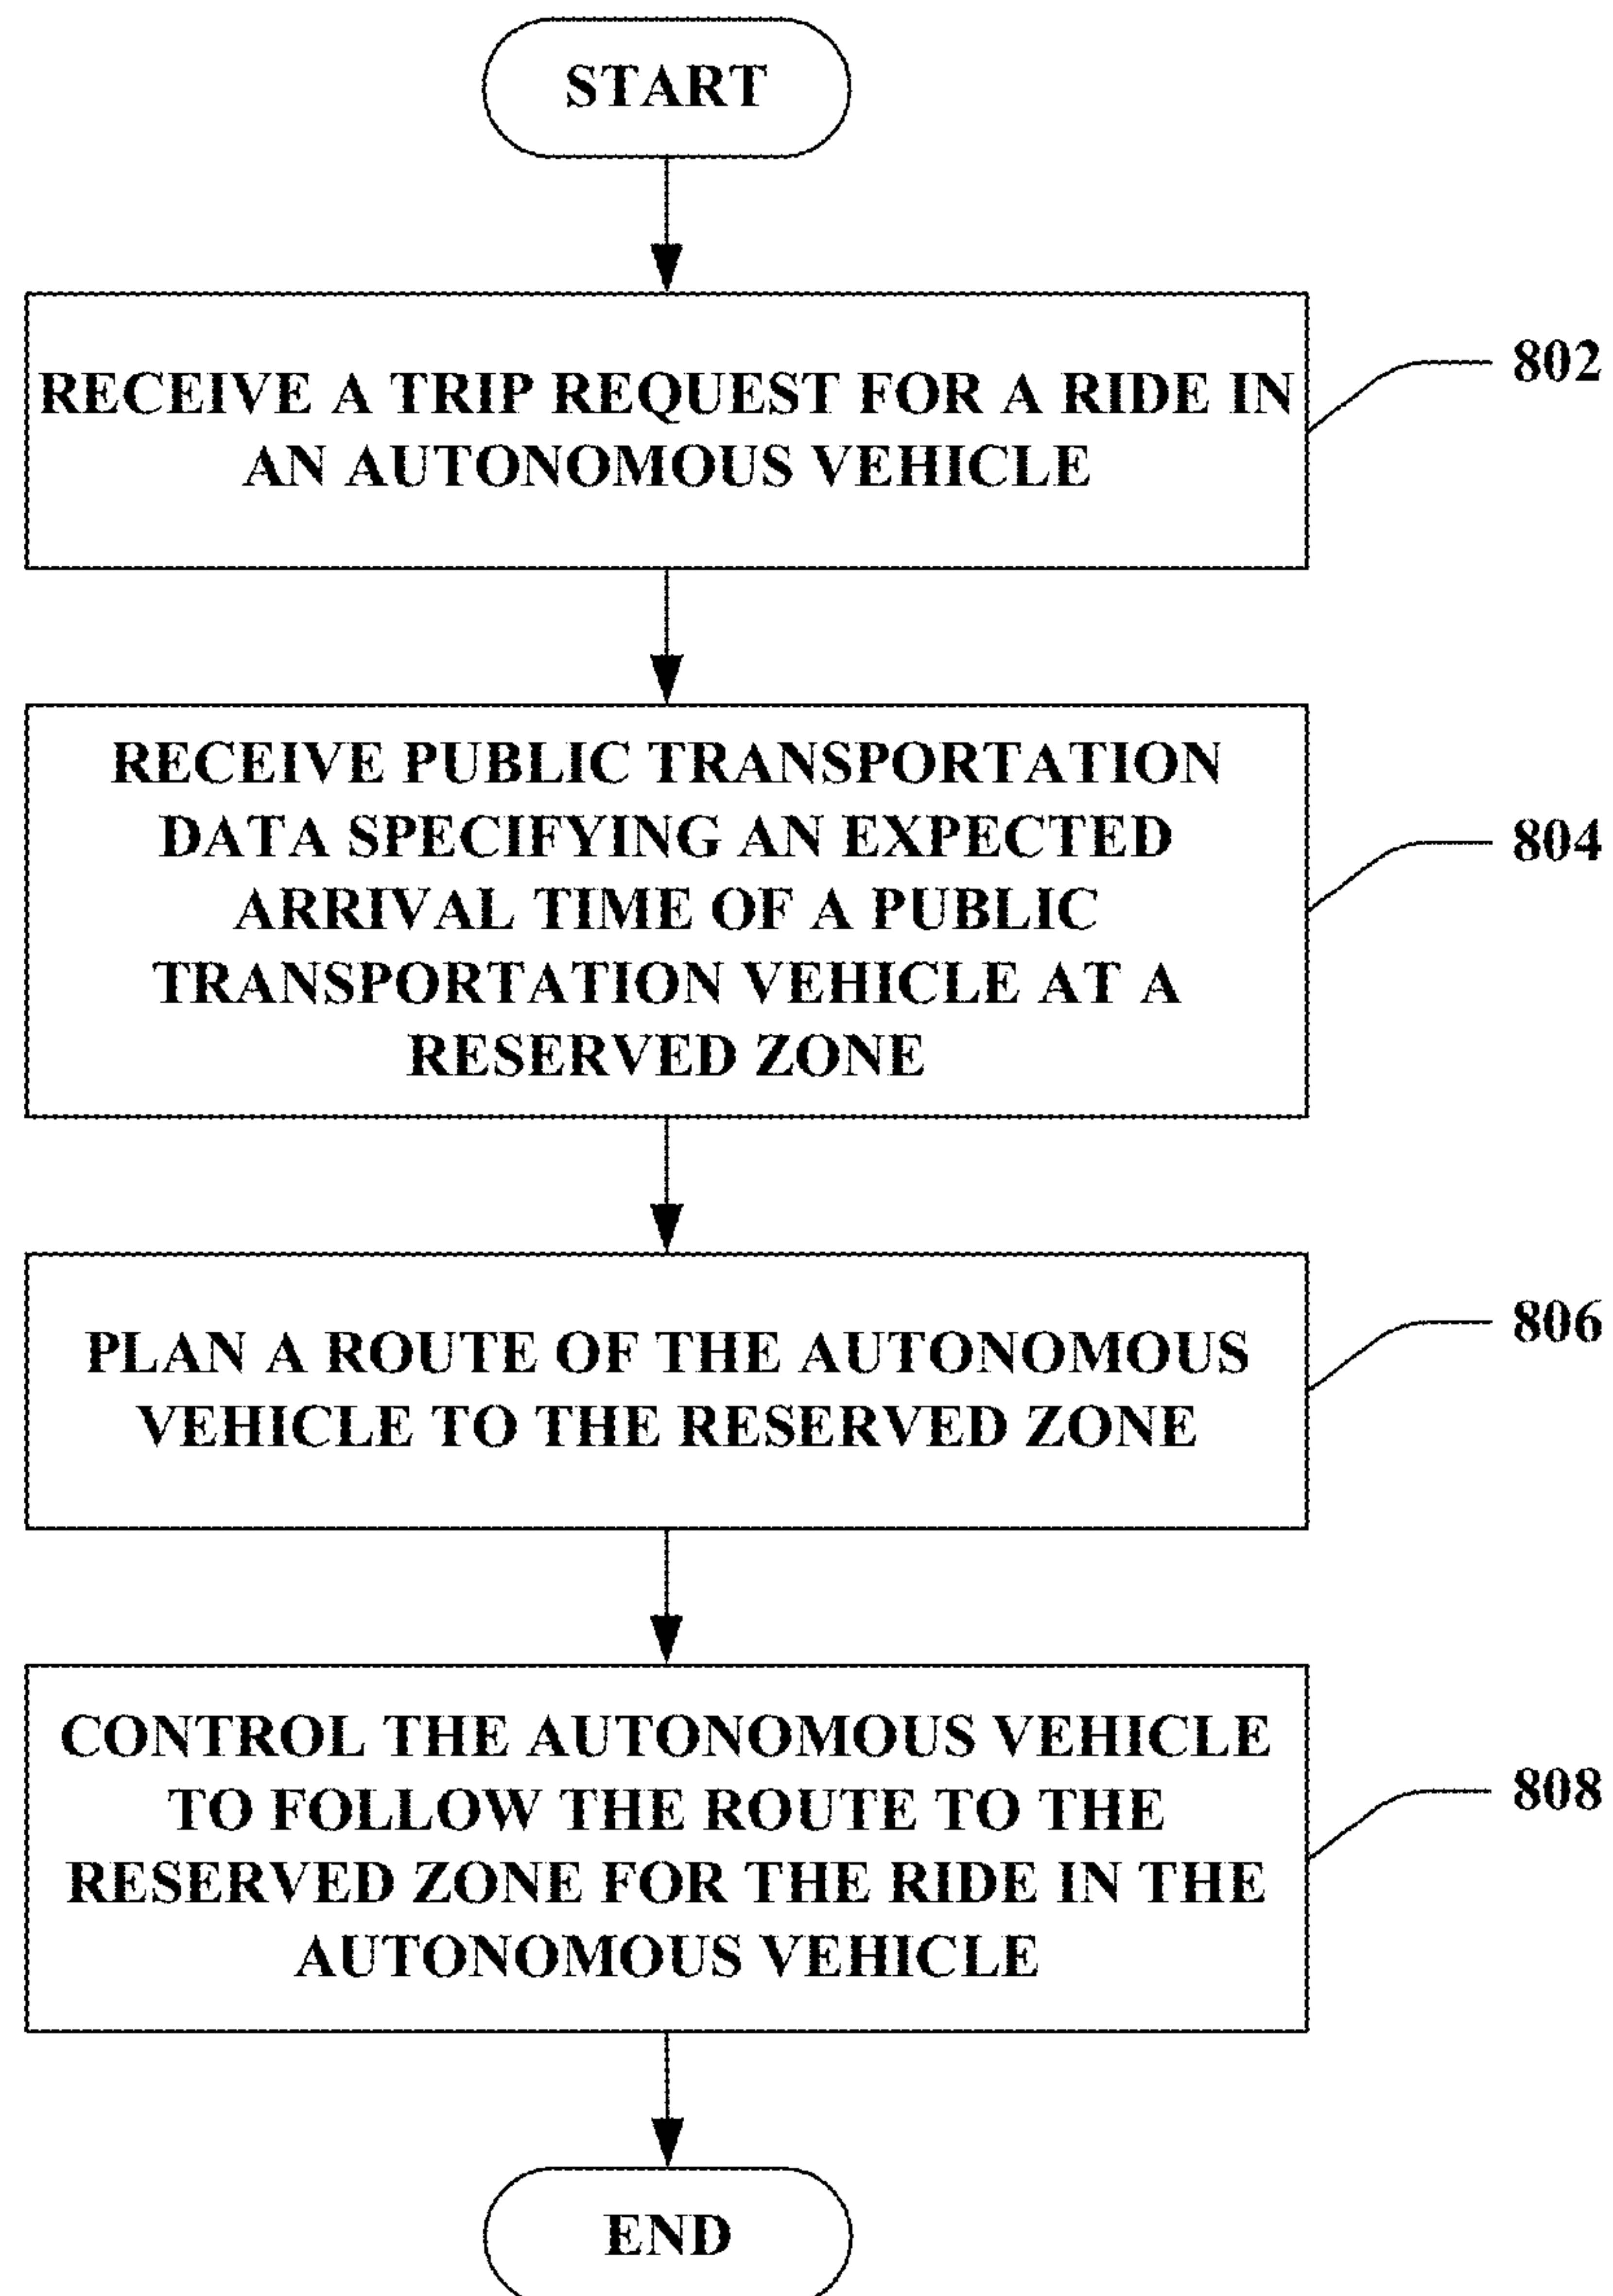 START
RECEIVE A TRIP REQUEST FOR A RIDE IN
AN AUTONOMOUS VEHICLE
802
RECEIVE PUBLIC TRANSPORTATION
DATA SPECIFYING AN EXPECTED
ARRIVAL TIME OF A PUBLIC
TRANSPORTATION VEHICLE AT A
RESERVED ZONE
804
PLAN A ROUTE OF THE AUTONOMOUS
VEHICLE TO THE RESERVED ZONE
806
CONTROL THE AUTONOMOUS VEHICLE
TO FOLLOW THE ROUTE TO THE
RESERVED ZONE FOR THE RIDE IN THE
AUTONOMOUS VEHICLE
808
END